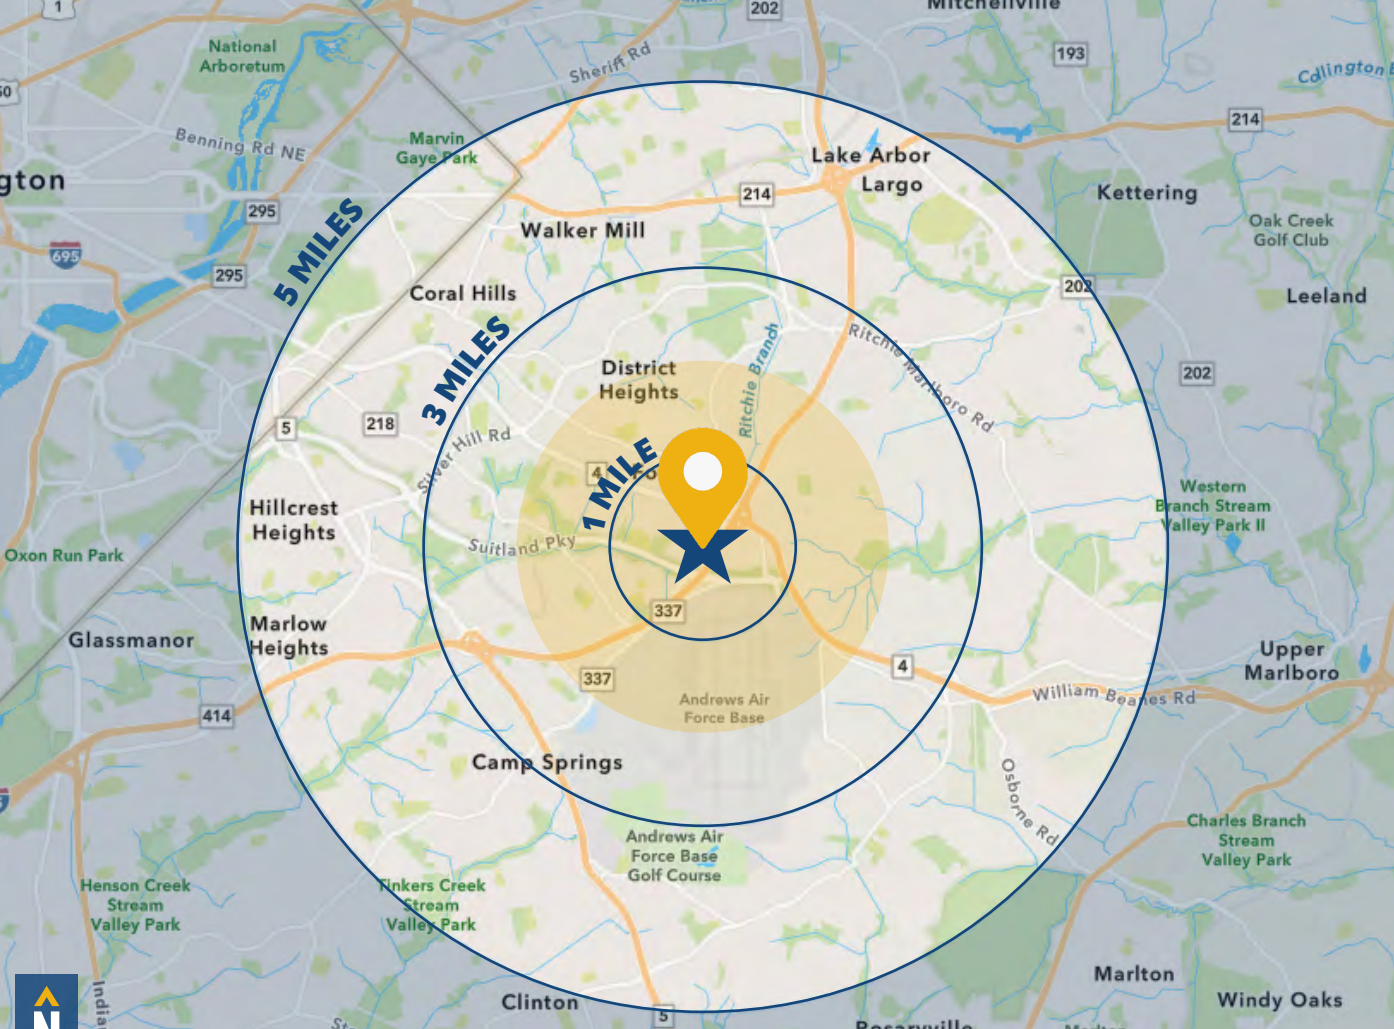 1
202
Mitchellville
National
Arboretum
Sheriff Rd
193
50
Collington
214
Benning Rd NE
Marvin
Gaye Park
Lake Arbor
Largo
gton
214
Kettering
295
Walker Mill
Oak Creek
Golf Club
695
5 MILES
295
Coral Hills
202
Leeland
3 MILES
Ritchie Branch
Ritchie Marlboro Rd
District
Heights
202
5
218
Silver Hill Rd
4
Fo
1 MILE
Western
Branch Stream
Valley Park II
Hillcrest
Heights
Suitland Pky
Oxon Run Park
337
Marlow
Heights
Glassmanor
Upper
Marlboro
4
337
William Beanes Rd
Andrews Air
Force Base
414
Camp Springs
Osborne Rd
Andrews Air
Force Base
Golf Course
Charles Branch
Stream
Valley Park
Henson Creek
Stream
Valley Park
Tinkers Creek
Stream
Valley Park
Marlton
N
Indian
Clinton
5
Windy Oaks
Rosaryville
Marlton